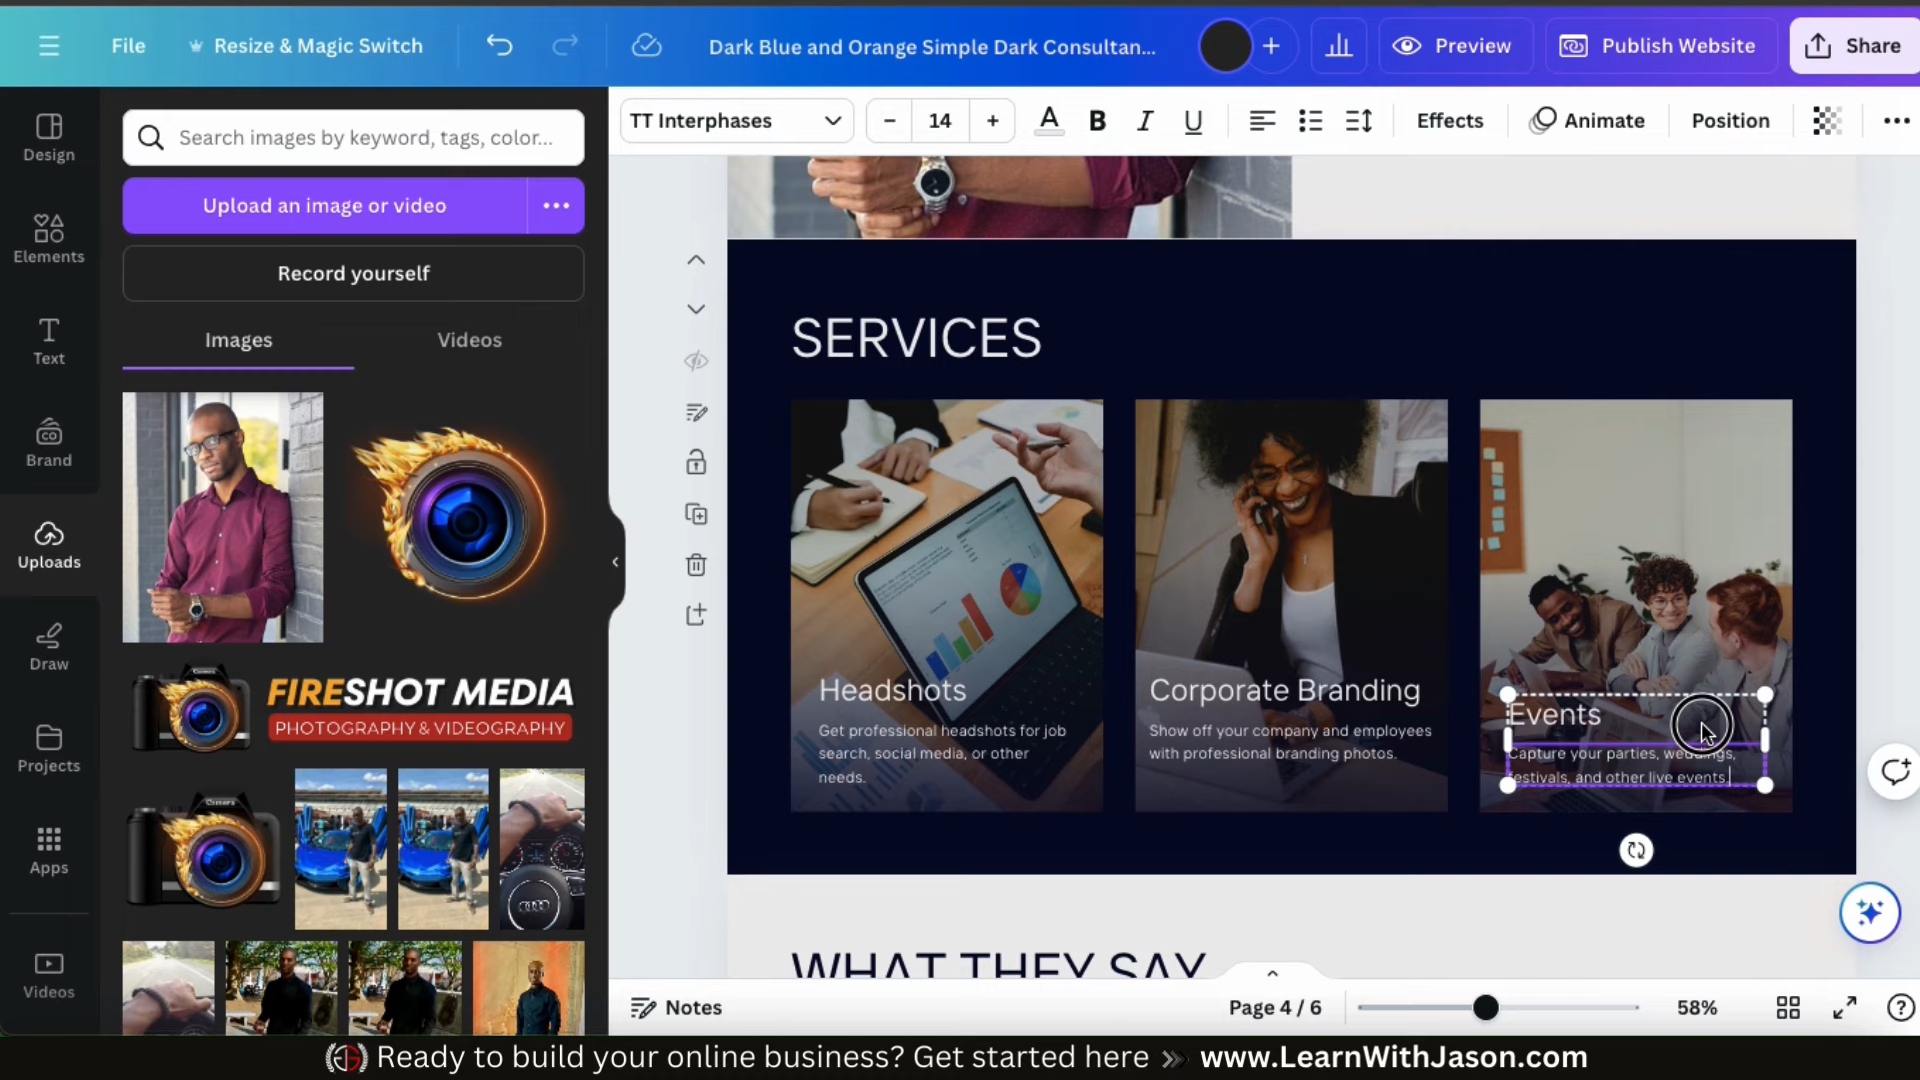 File
Resize & Magic Switch
Dark Blue and Orange Simple Dark Consultan...
Preview
Publish Website
Share
Design
Elements
Text
Brand
Uploads
Draw
Projects
Apps
Videos
Search images by keyword, tags, color...
Upload an image or video
Record yourself
Images
Videos
FIRESHOT MEDIA
PHOTOGRAPHY & VIDEOGRAPHY
TT Interphases
14
Effects
Animate
Position
SERVICES
Headshots
Get professional headshots for job
search, social media, or other
needs.
Corporate Branding
Show off your company and employees
with professional branding photos.
Events
Capture your parties, weddings,
festivals, and other live events.
WHAT THEY SAY
Notes
Page 4 / 6
58%
Ready to build your online business? Get started here
www.LearnWithJason.com